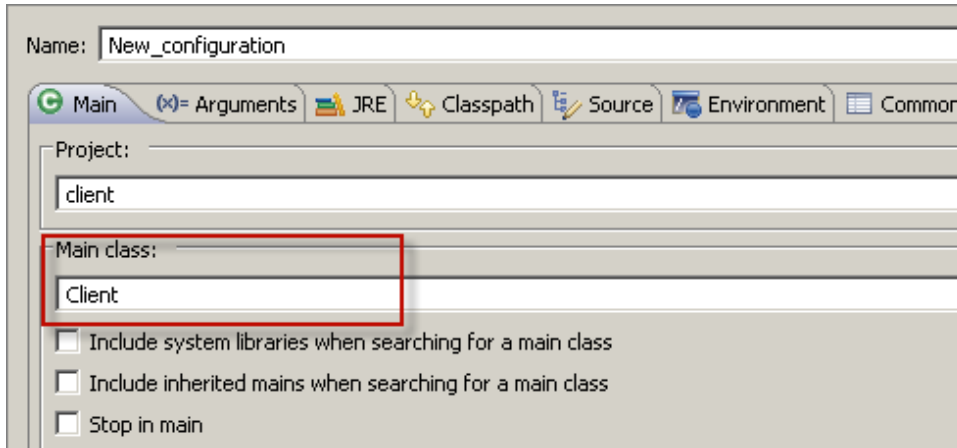 Name: New_configuration
Main (x)= Arguments JRE Classpath Source Environment Common
Project:
client
Main class:
Client
Include system libraries when searching for a main class
Include inherited mains when searching for a main class
Stop in main